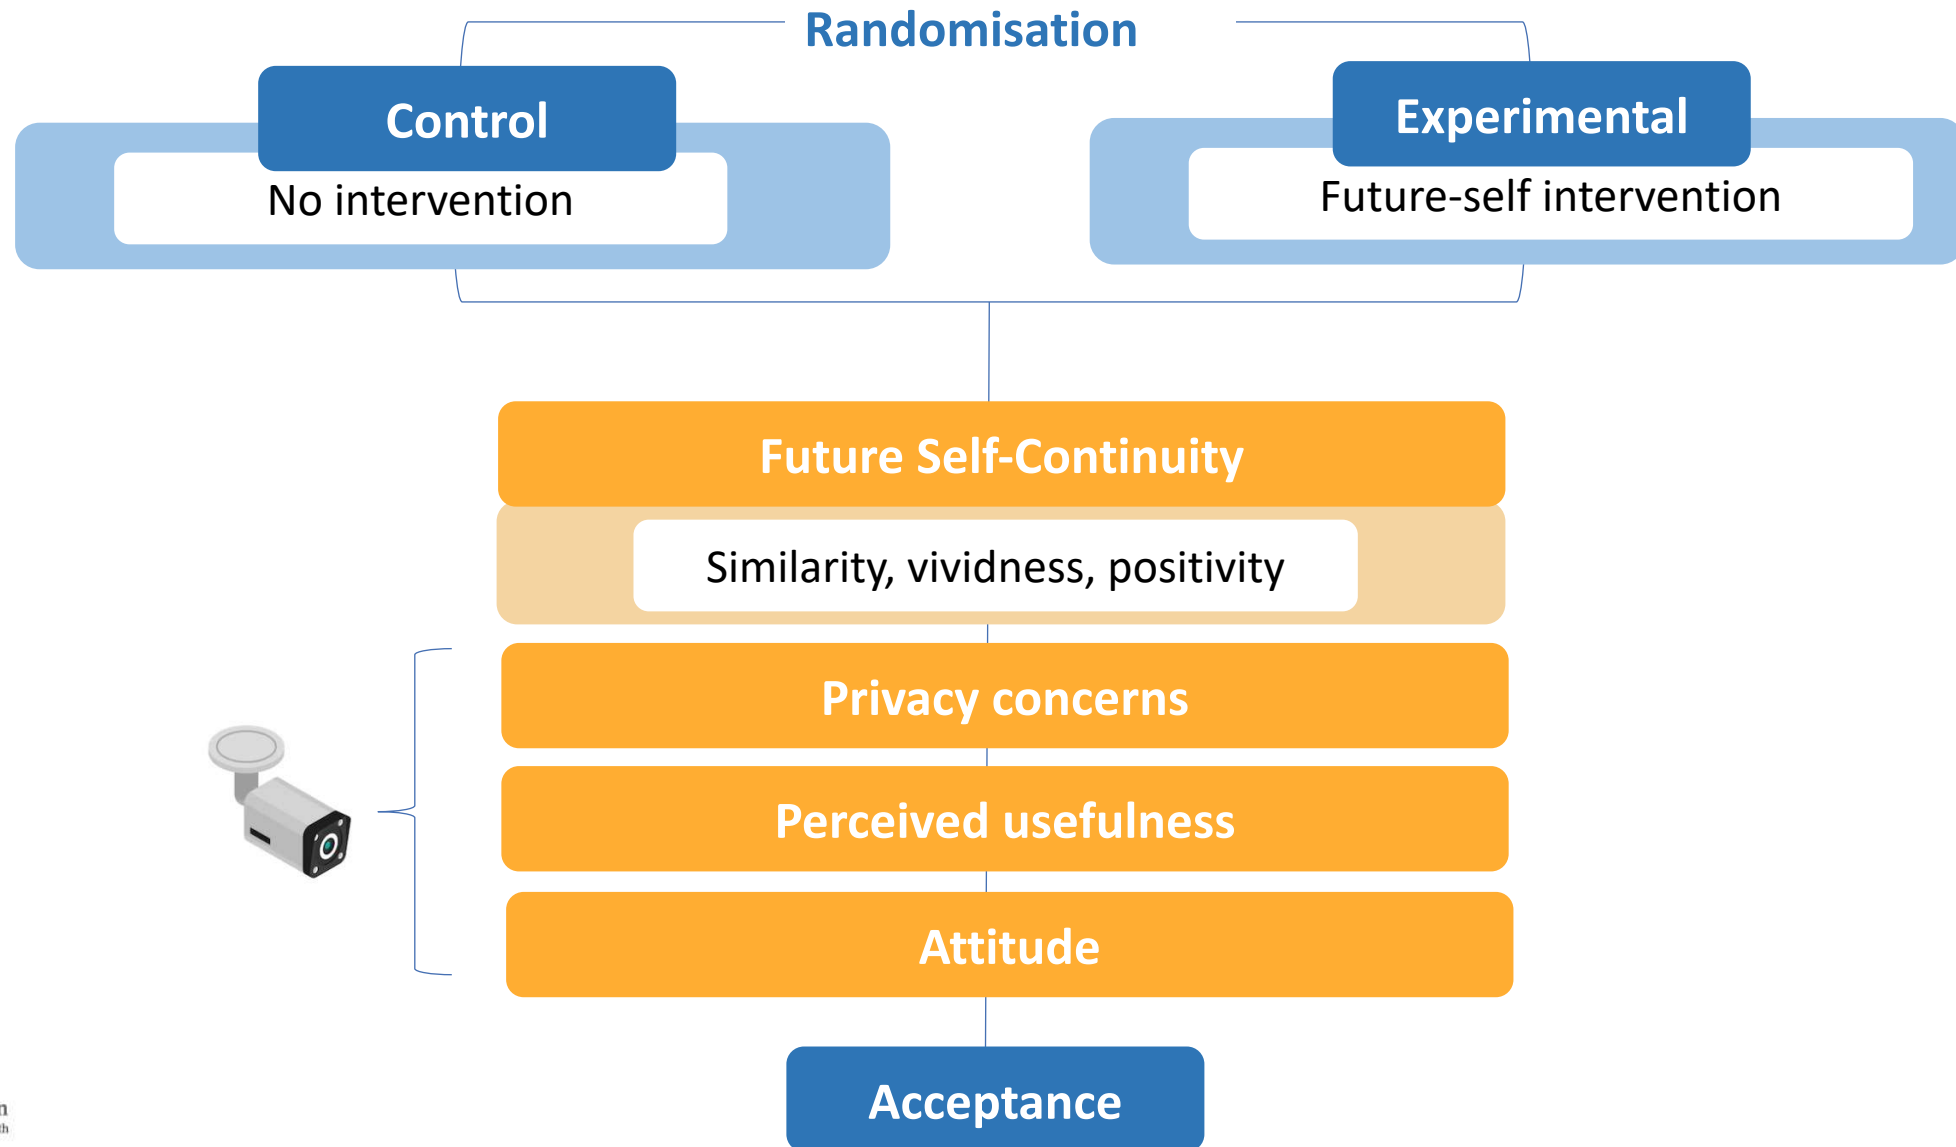 Randomisation
Control
Experimental
No intervention
Future-self intervention
Future Self-Continuity
Similarity, vividness, positivity
Privacy concerns
Perceived usefulness
Attitude
Acceptance